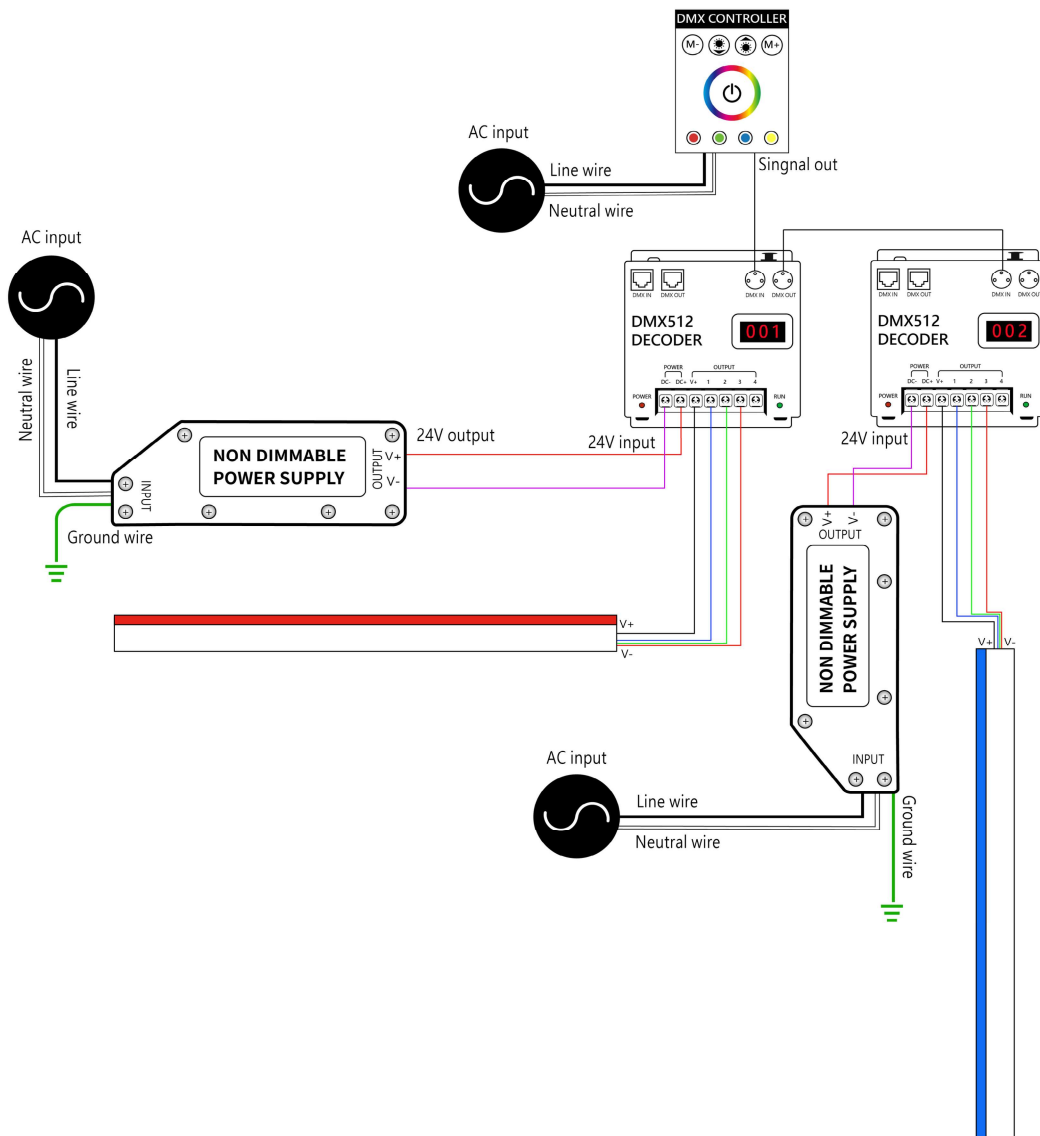 DMX CONTROLLER
M-
M+
AC input
Line wire
Neutral wire
Singnal out
AC input
Neutral wire
Line wire
DMX IN
DMX OUT
DMX IN
DMX OUT
DMX512
DECODER
001
POWER
OUTPUT
DC-
DC+
V+
1
2
3
4
POWER
RUN
DMX IN
DMX OUT
DMX IN
DMX OU
DMX512
DECODER
002
POWER
OUTPUT
DC-
DC+
V+
1
2
3
4
POWER
RUN
INPUT
NON DIMMABLE
POWER SUPPLY
OUTPUT
V+
V-
24V output
24V input
Ground wire
24V input
V+
V-
OUTPUT
NON DIMMABLE
POWER SUPPLY
INPUT
V+
V-
V+
V-
AC input
Line wire
Neutral wire
Ground wire